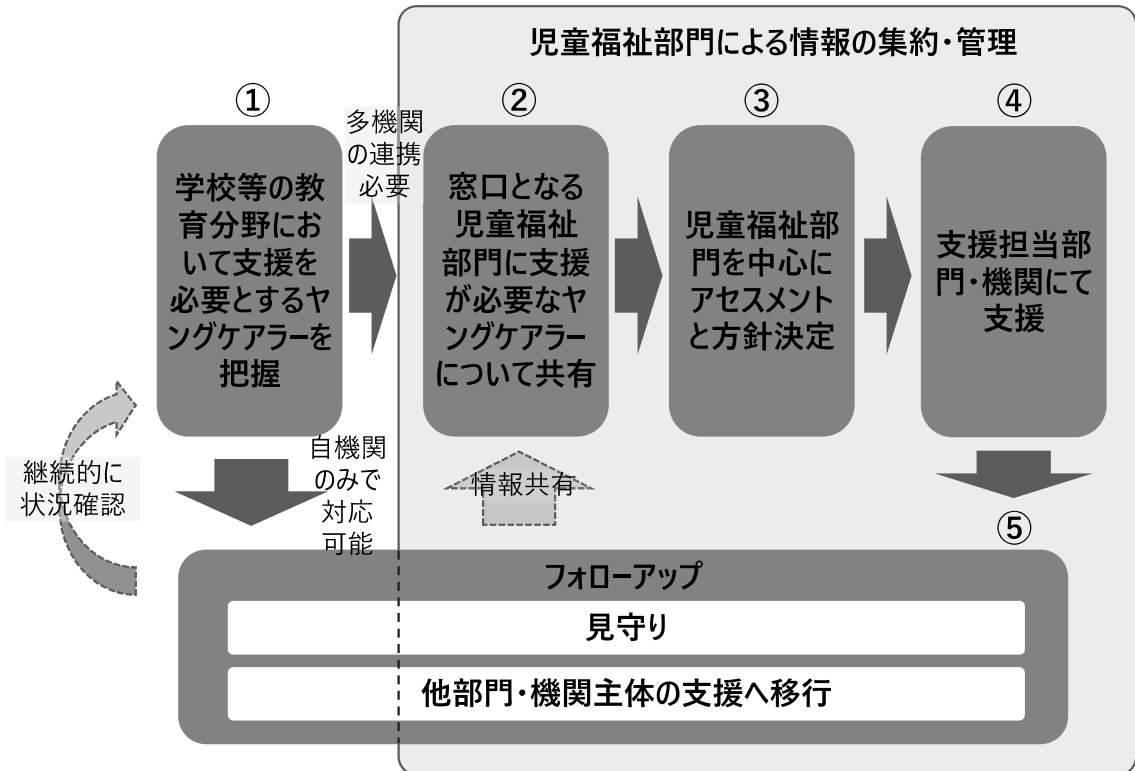 児童福祉部門による情報の集約・管理
①
学校等の教
育分野にお
いて支援を
必要とするヤ
ングケアラーを
把握
多機関
の連携
必要
②
窓口となる
児童福祉
部門に支援
が必要なヤ
ングケアラー
について共有
③
児童福祉部
門を中心に
アセスメント
と方針決定
④
支援担当部
門・機関にて
支援
継続的に
状況確認
自機関
のみで
対応
可能
情報共有
⑤
フォローアップ
見守り
他部門・機関主体の支援へ移行